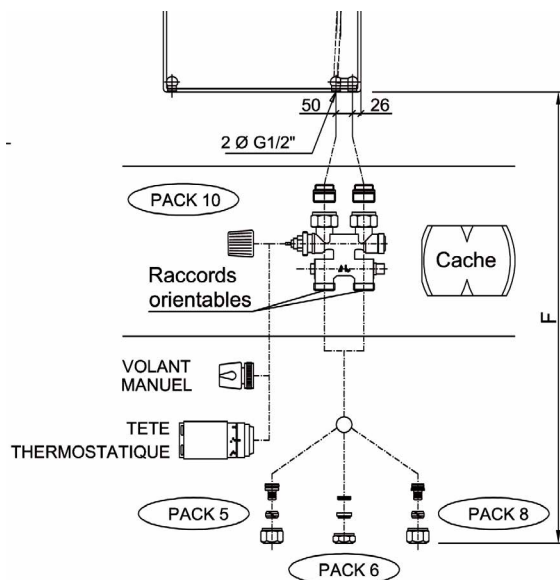 50
26
2 Ø G1/2"
PACK 10
Cache
Raccords
orientables
F
VOLANT
MANUEL
TETE
THERMOSTATIQUE
PACK 5
PACK 8
PACK 6